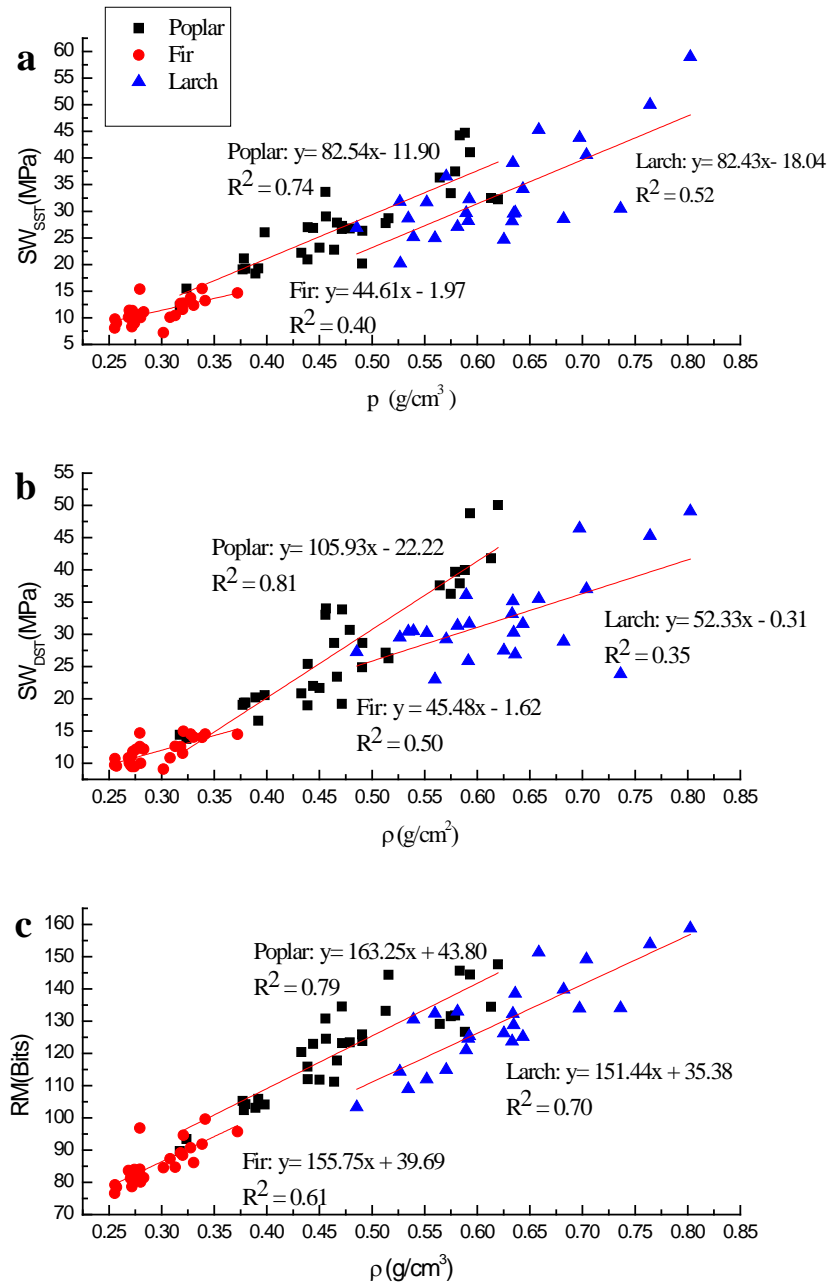 Poplar
Fir
Larch
a
60
55
50
45
40
35
30
25
20
15
10
5
SW_SST(MPa)
Poplar: y= 82.54x- 11.90
R² = 0.74
Larch: y= 82.43x- 18.04
R² = 0.52
Fir: y= 44.61x- 1.97
R² = 0.40
0.25 0.30 0.35 0.40 0.45 0.50 0.55 0.60 0.65 0.70 0.75 0.80 0.85
p (g/cm³)
b
55
50
45
40
35
30
25
20
15
10
SW_DST(MPa)
Poplar: y= 105.93x - 22.22
R² = 0.81
Larch: y= 52.33x - 0.31
R² = 0.35
Fir: y= 45.48x - 1.62
R² = 0.50
0.25 0.30 0.35 0.40 0.45 0.50 0.55 0.60 0.65 0.70 0.75 0.80 0.85
ρ(g/cm²)
c
160
150
140
130
120
110
100
90
80
70
RM(Bits)
Poplar: y= 163.25x + 43.80
R² = 0.79
Larch: y= 151.44x + 35.38
R² = 0.70
Fir: y= 155.75x + 39.69
R² = 0.61
0.25 0.30 0.35 0.40 0.45 0.50 0.55 0.60 0.65 0.70 0.75 0.80 0.85
ρ(g/cm³)